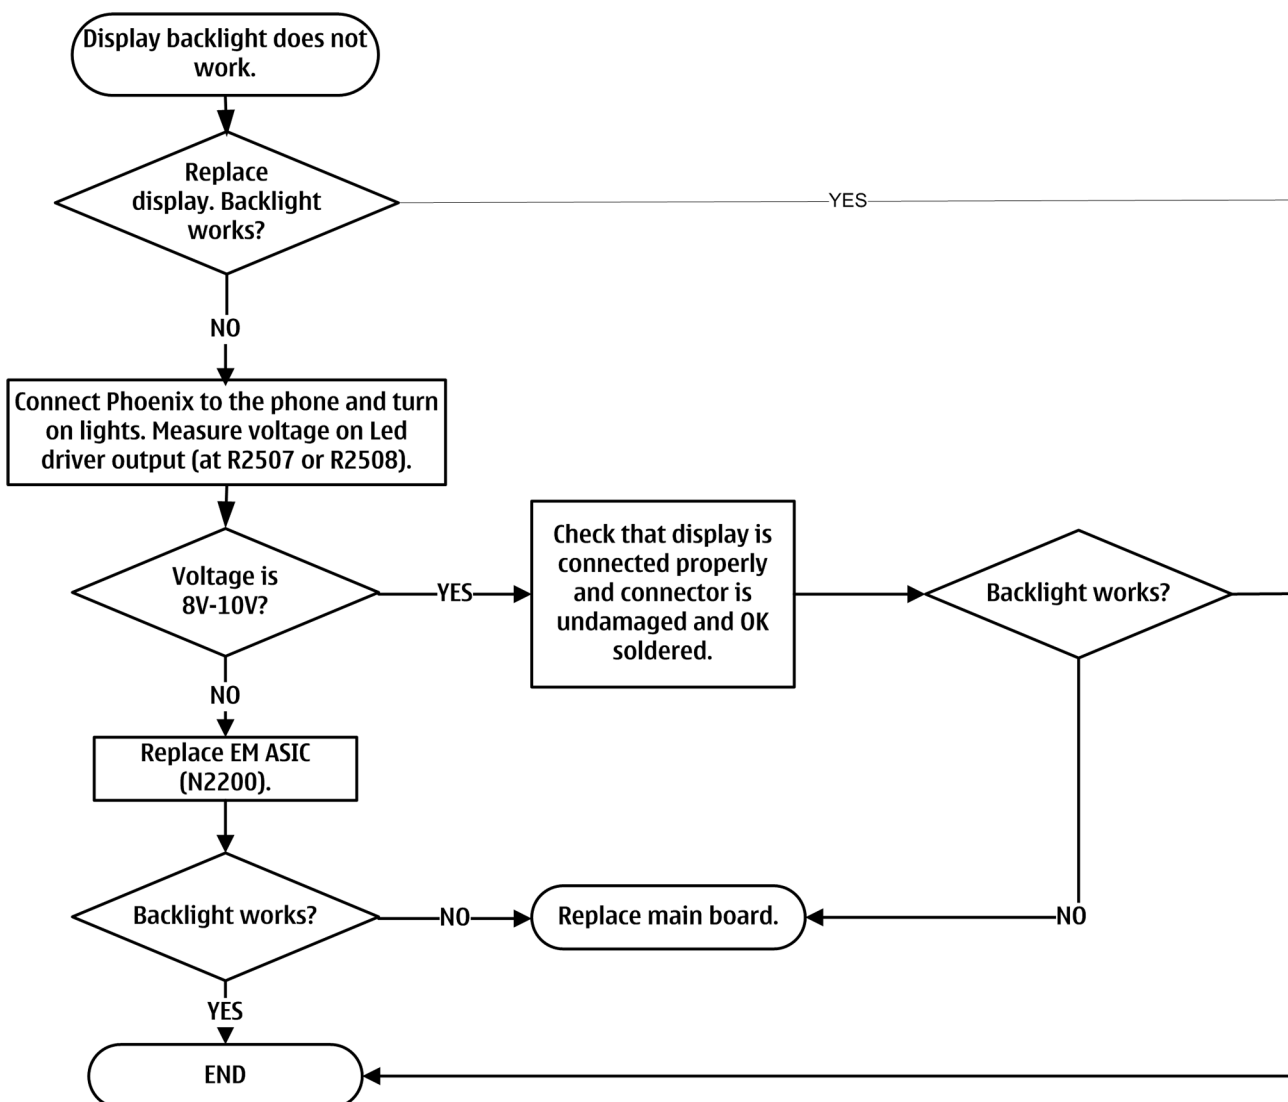 Display backlight does not
work.
Replace
display. Backlight
works?
YES
NO
Connect Phoenix to the phone and turn
on lights. Measure voltage on Led
driver output (at R2507 or R2508).
Voltage is
8V-10V?
YES
Check that display is
connected properly
and connector is
undamaged and OK
soldered.
Backlight works?
NO
Replace EM ASIC
(N2200).
Backlight works?
NO
Replace main board.
NO
YES
END